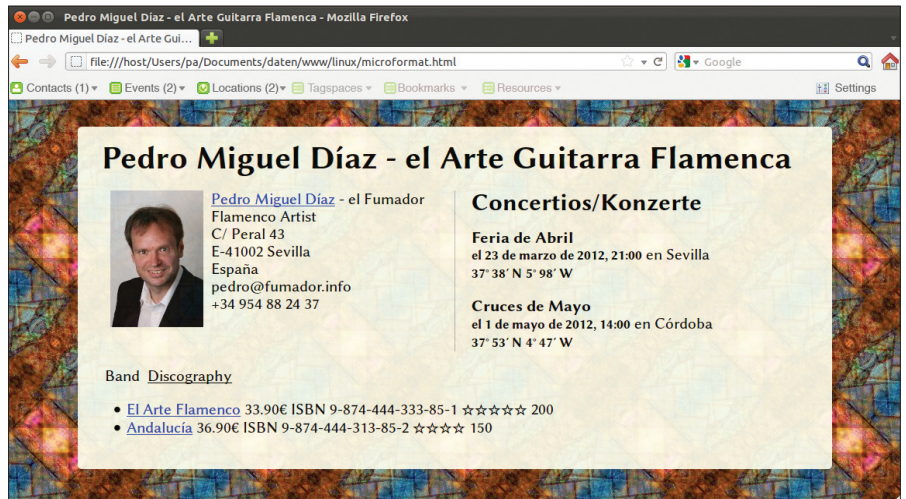 Pedro Miguel Díaz - el Arte Guitarra Flamenca - Mozilla Firefox
Pedro Miguel Díaz - el Arte Gui...
file:///host/Users/pa/Documents/daten/www/linux/microformat.html
Google
Contacts (1) Events (2) Locations (2) Tagspaces Bookmarks Resources Settings
Pedro Miguel Díaz - el Arte Guitarra Flamenca
Pedro Miguel Díaz - el Fumador
Flamenco Artist
C/ Peral 43
E-41002 Sevilla
España
pedro@fumador.info
+34 954 88 24 37
Concertios/Konzerte
Feria de Abril
el 23 de marzo de 2012, 21:00 en Sevilla
37° 38′ N 5° 98′ W
Cruces de Mayo
el 1 de mayo de 2012, 14:00 en Córdoba
37° 53′ N 4° 47′ W
Band Discography
• El Arte Flamenco 33.90€ ISBN 9-874-444-333-85-1 ☆☆☆☆☆ 200
• Andalucía 36.90€ ISBN 9-874-444-313-85-2 ☆☆☆☆ 150